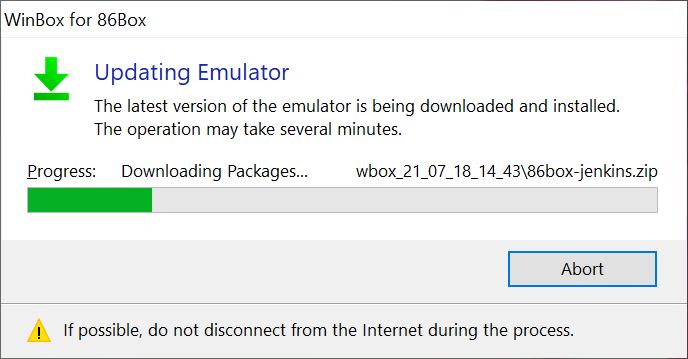 WinBox for 86Box
Updating Emulator
The latest version of the emulator is being downloaded and installed.
The operation may take several minutes.
Progress: Downloading Packages... wbox_21_07_18_14_43\86box-jenkins.zip
Abort
If possible, do not disconnect from the Internet during the process.